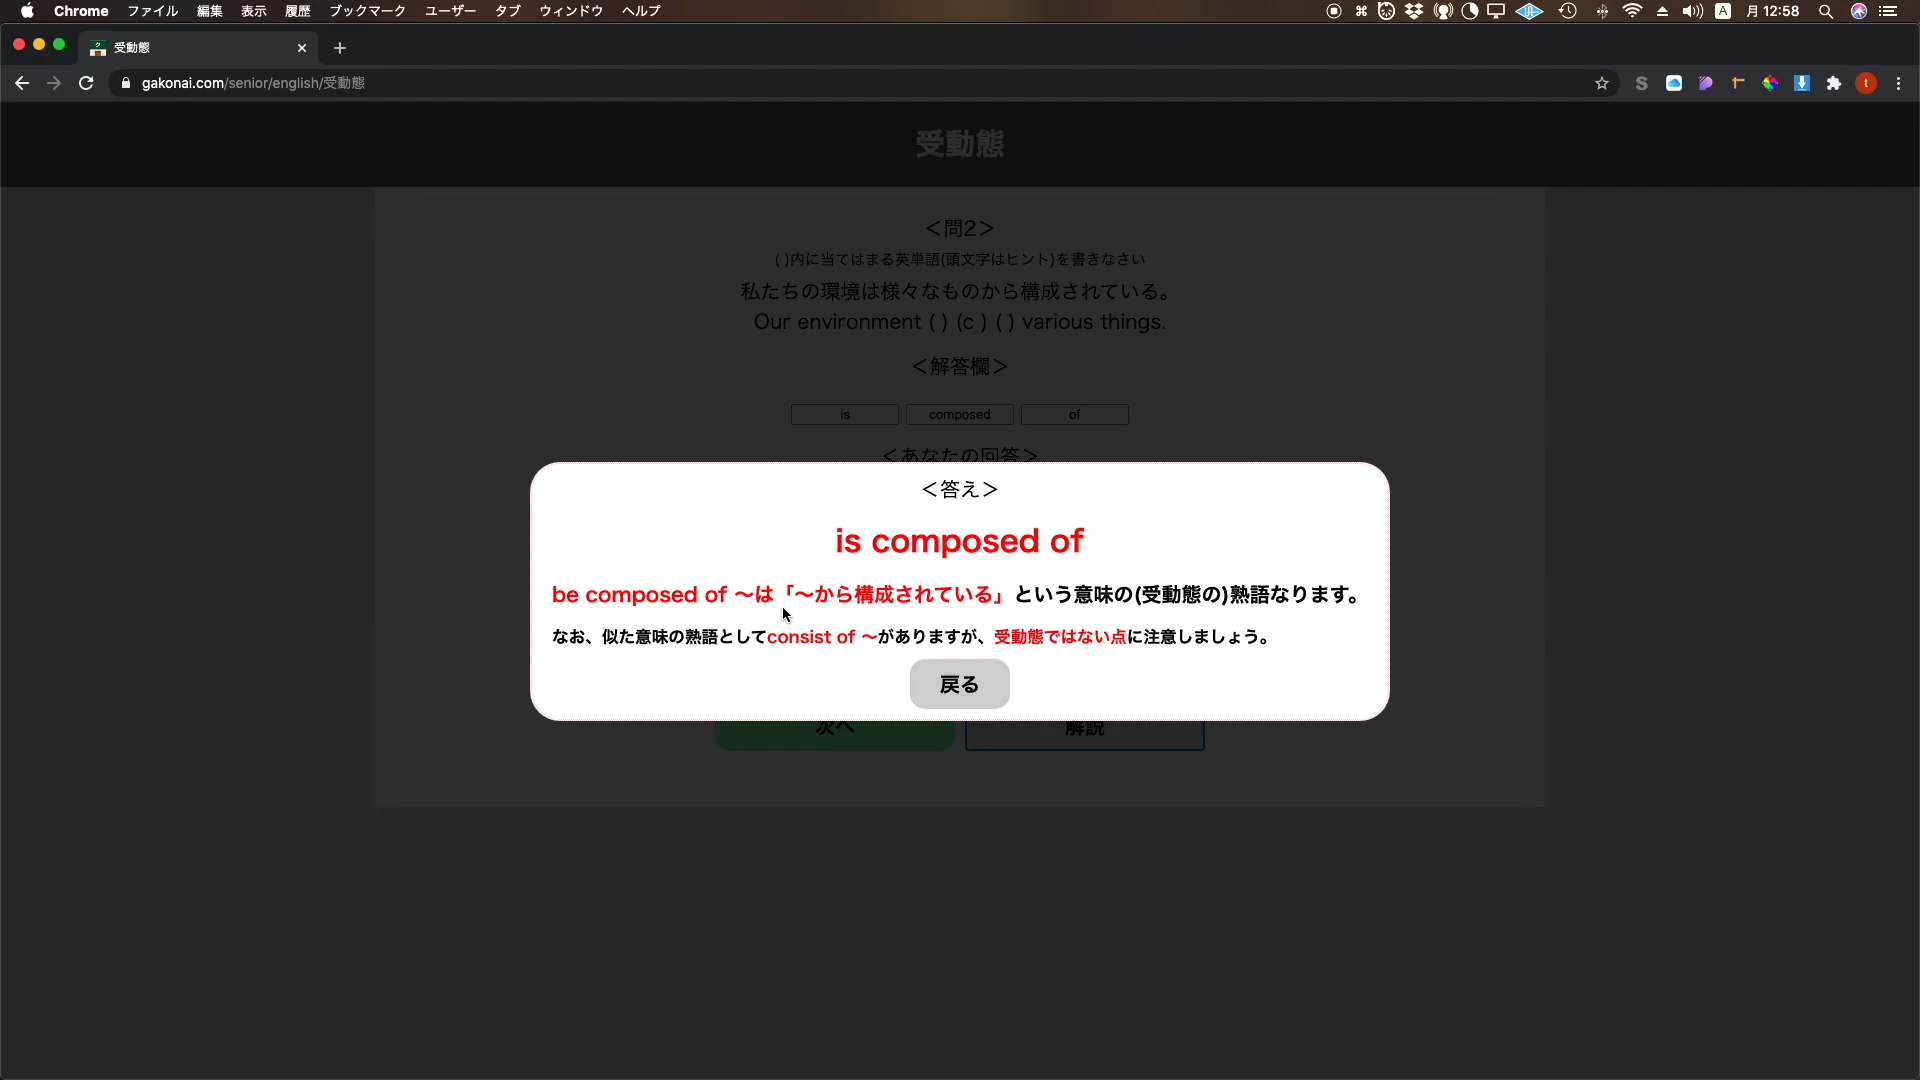 Chrome ファイル 編集 表示 履歴 ブックマーク ユーザー タブ ウィンドウ ヘルプ A 月 12:58
受動態
gakonai.com/senior/english/受動態 S t
受動態
＜問2＞
( )内に当てはまる英単語(頭文字はヒント)を書きなさい
私たちの環境は様々なものから構成されている。
Our environment ( ) (c ) ( ) various things.
＜解答欄＞
is composed of
＜あなたの回答＞
＜答え＞
is composed of
be composed of 〜は「〜から構成されている」という意味の(受動態の)熟語なります。
なお、似た意味の熟語としてconsist of 〜がありますが、受動態ではない点に注意しましょう。
戻る
次へ 解説